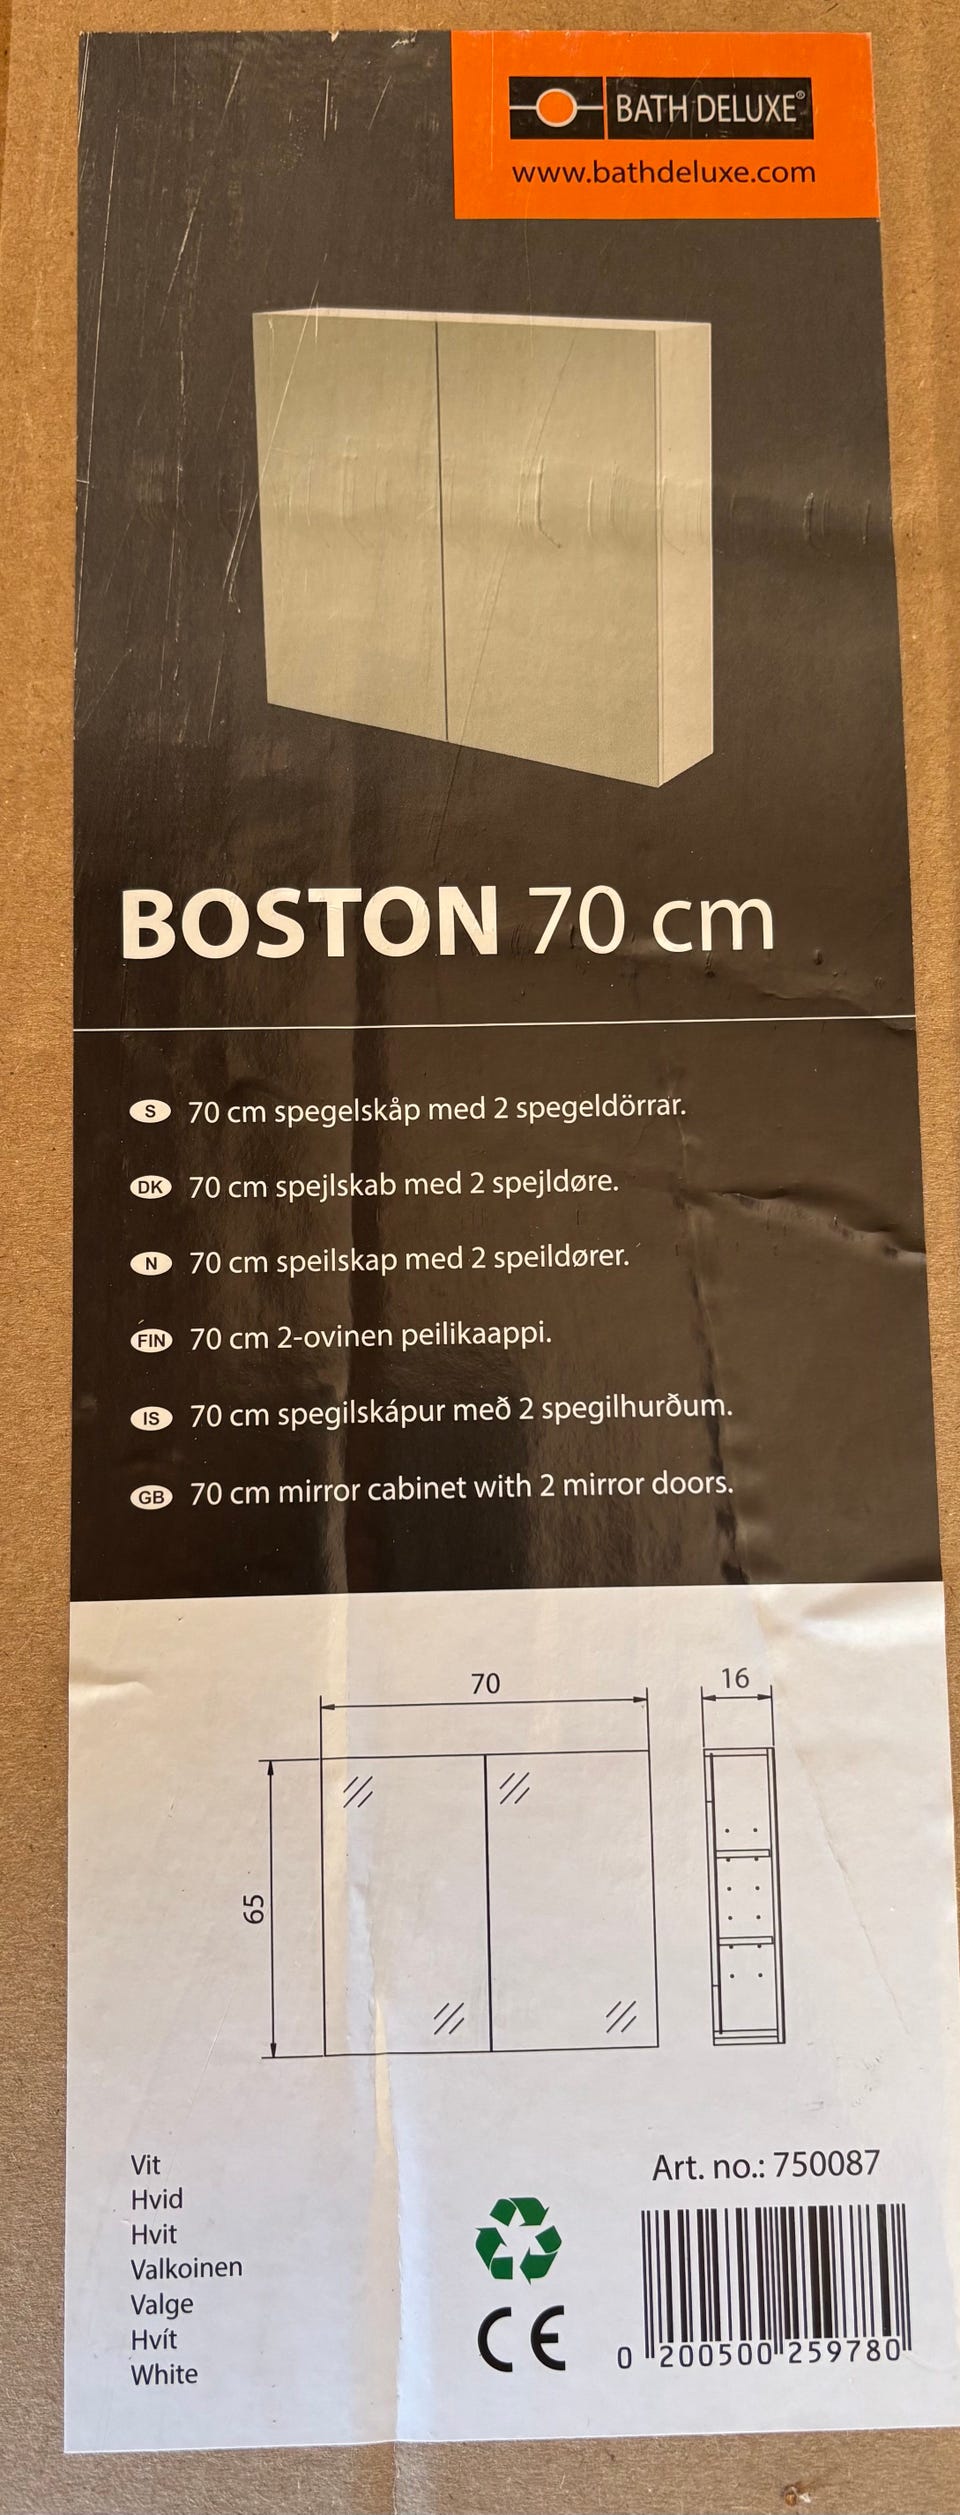 BATH DELUXE®
www.bathdeluxe.com
BOSTON 70 cm
S 70 cm spegelskåp med 2 spegeldörrar.
DK 70 cm spejlskab med 2 spejldøre.
N 70 cm speilskap med 2 speildører.
FIN 70 cm 2-ovinen peilikaappi.
IS 70 cm spegilskápur með 2 spegilhurðum.
GB 70 cm mirror cabinet with 2 mirror doors.
70
16
65
Vit
Hvid
Hvit
Valkoinen
Valge
Hvít
White
CE
Art. no.: 750087
0 200500 259780